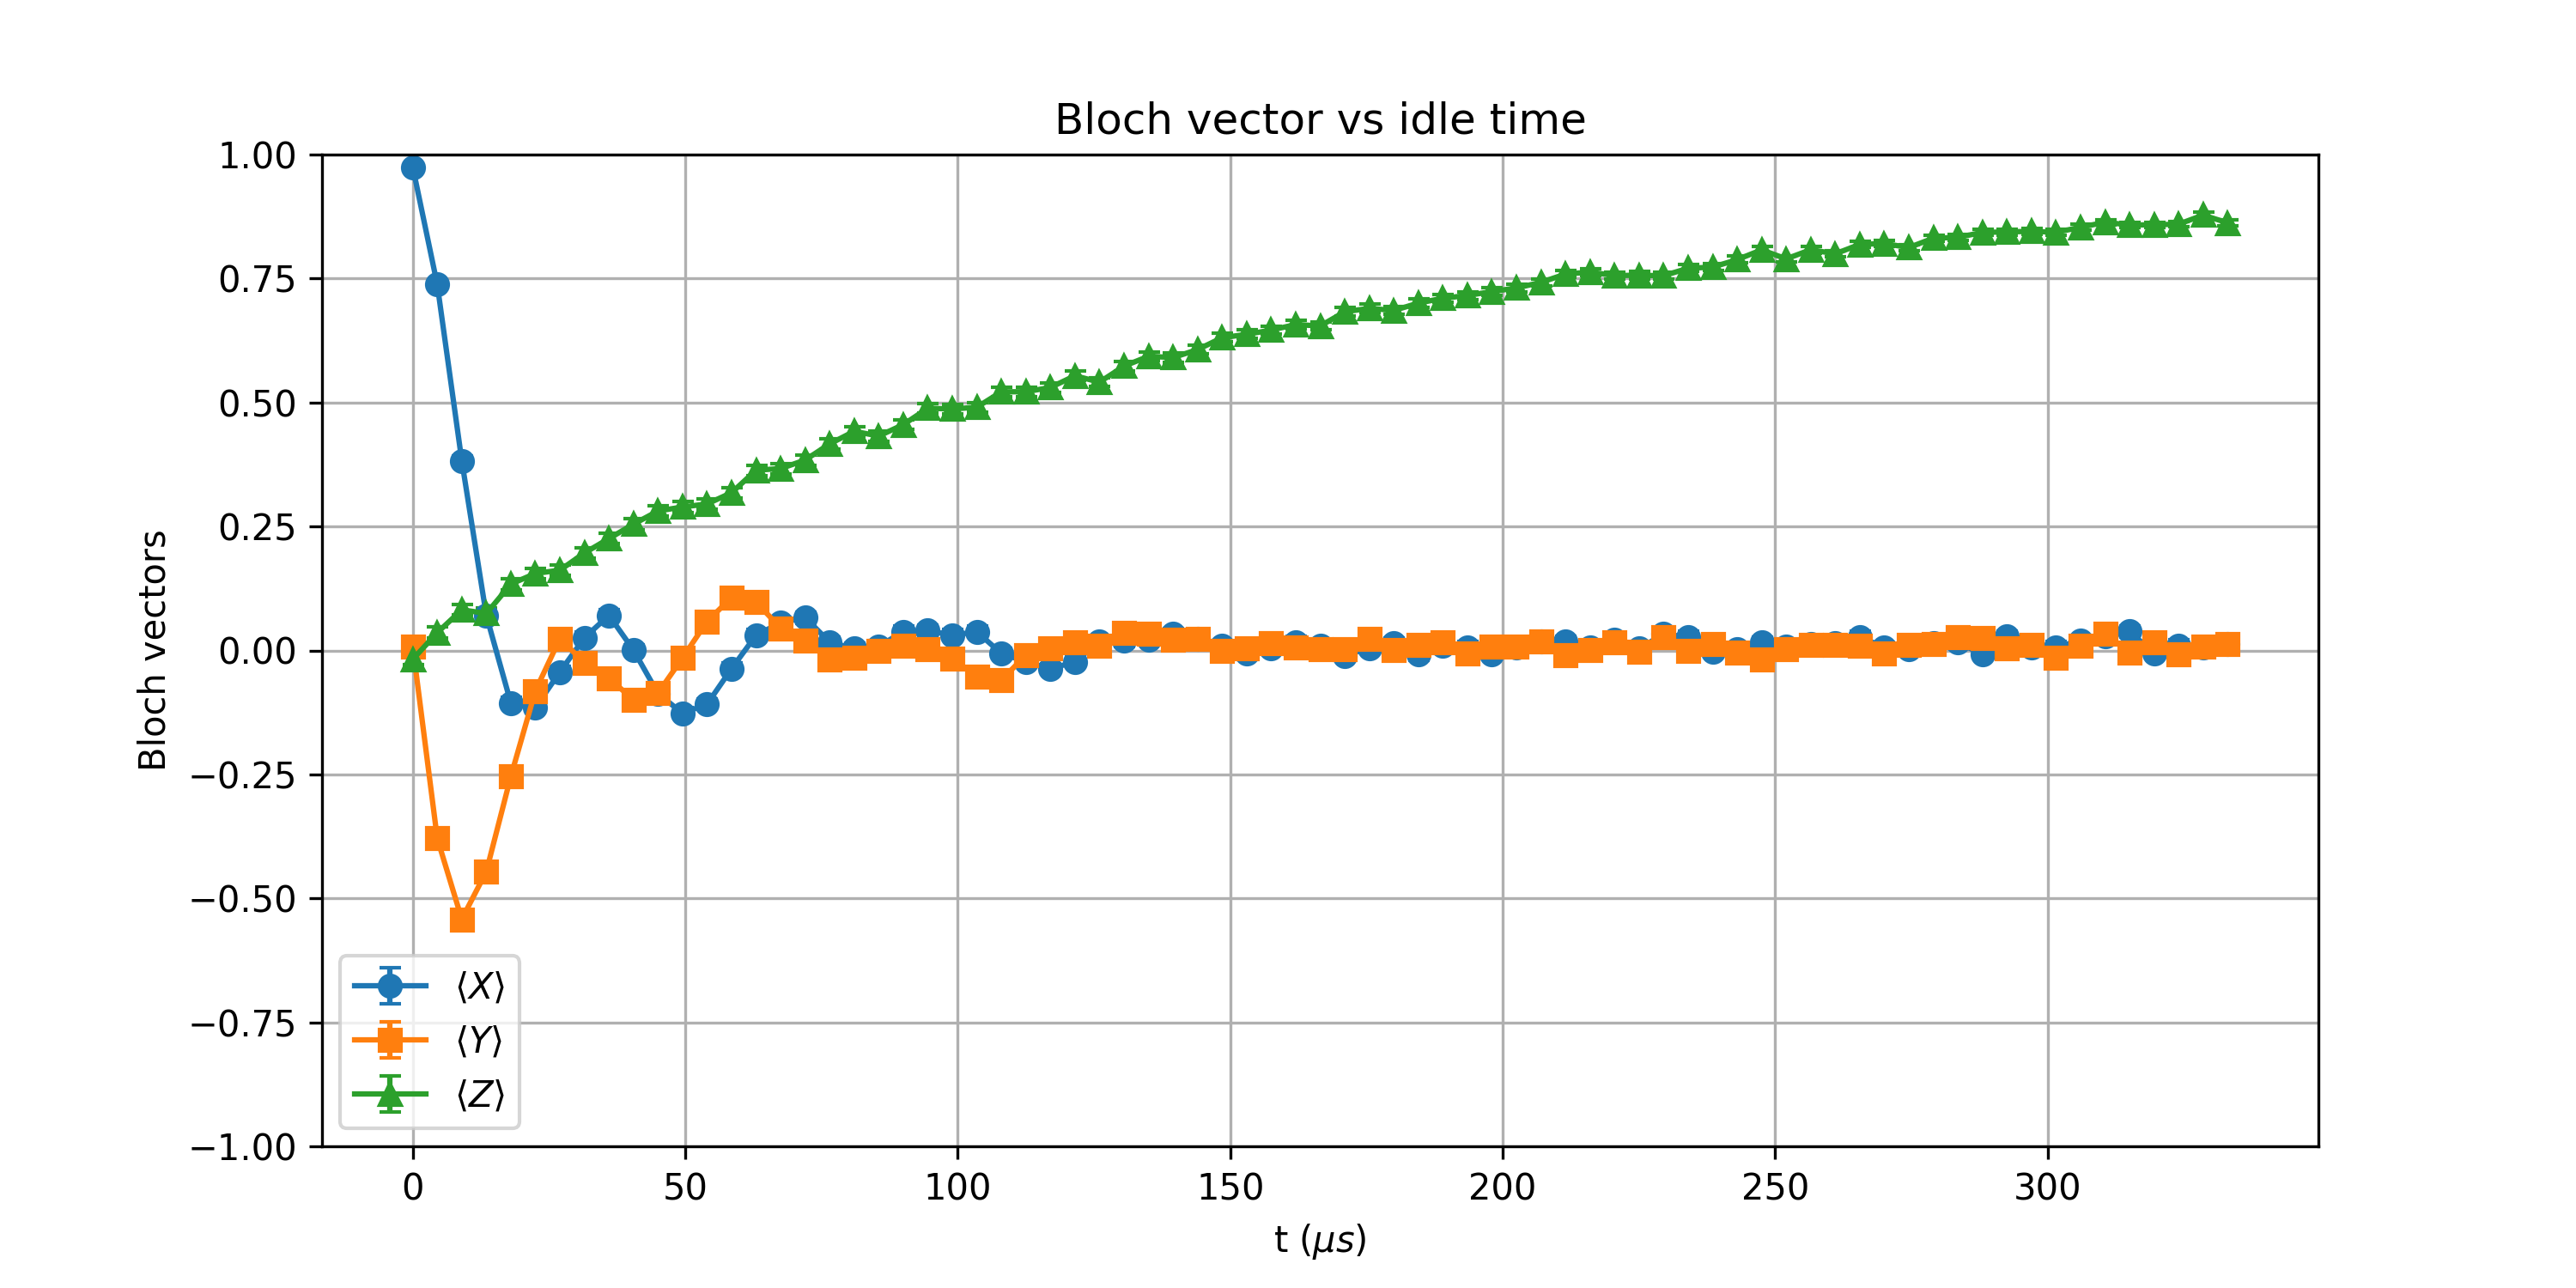 Bloch vector vs idle time
1.00
0.75
0.50
0.25
0.00
−0.25
−0.50
−0.75
−1.00
Bloch vectors
⟨X⟩
⟨Y⟩
⟨Z⟩
0 50 100 150 200 250 300
t (μs)